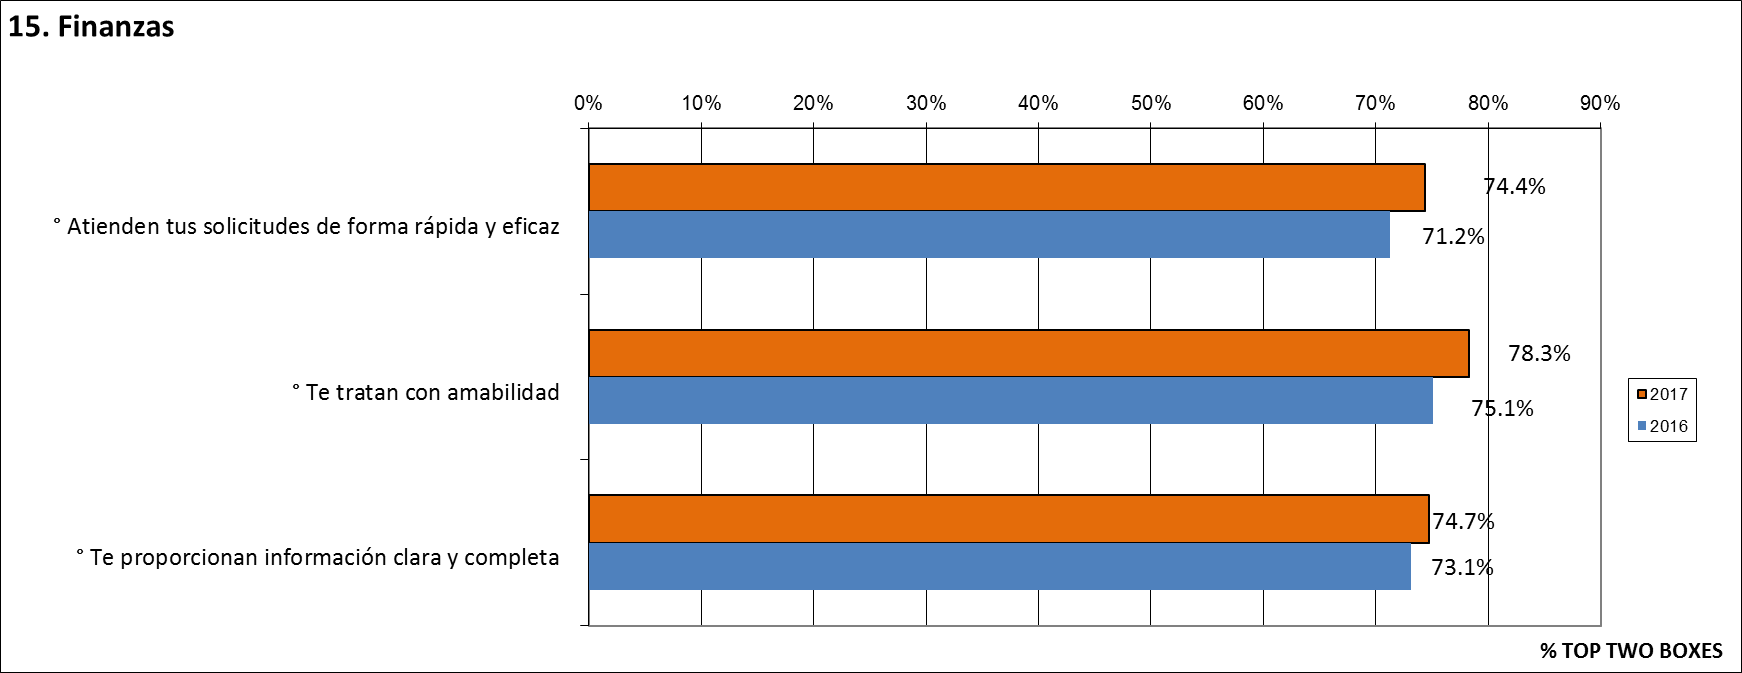 15. Finanzas
0% 10% 20% 30% 40% 50% 60% 70% 80% 90%
74.4%
° Atienden tus solicitudes de forma rápida y eficaz
71.2%
78.3%
° Te tratan con amabilidad
75.1%
2017
2016
74.7%
° Te proporcionan información clara y completa
73.1%
% TOP TWO BOXES